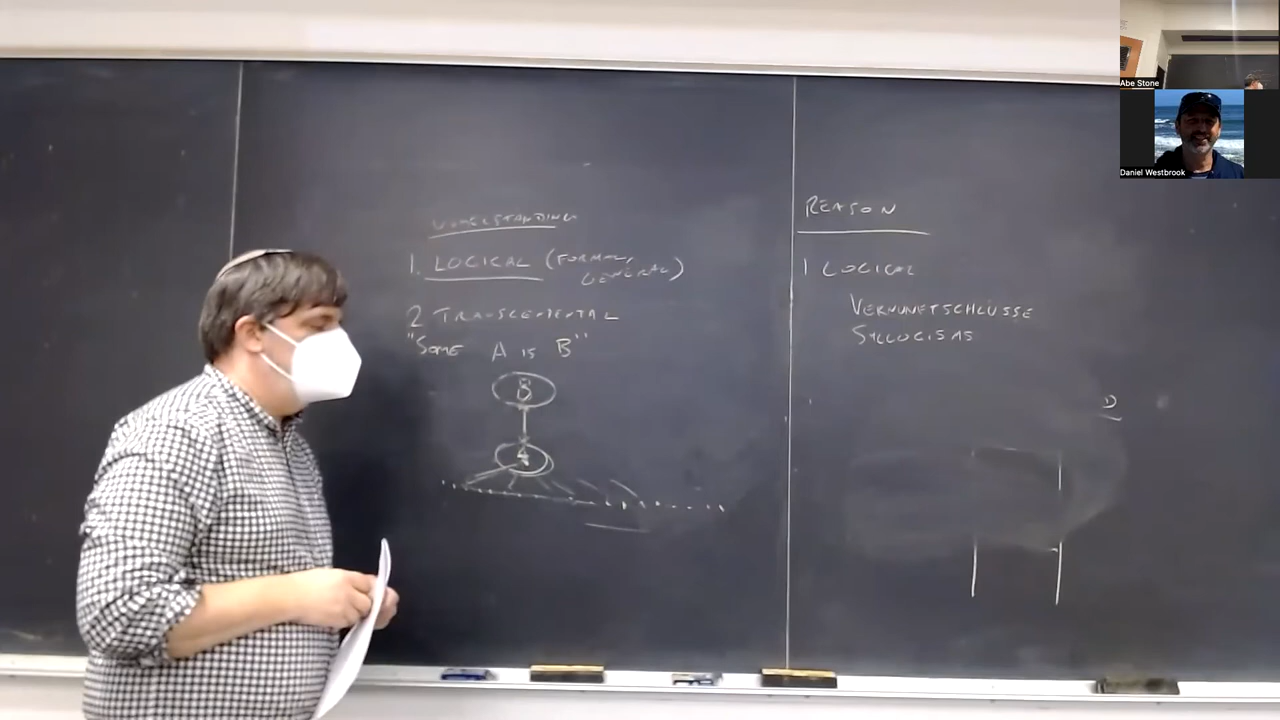 UNDERSTANDING
1. LOGICAL (FORMAL,
GENERAL)
2 TRANSCENDENTAL
"SOME A IS B"
B
A
REASON
1 LOGICAL
VERNUNFTSCHLÜSSE
SYLLOGISMS
D
Abe Stone
Daniel Westbrook